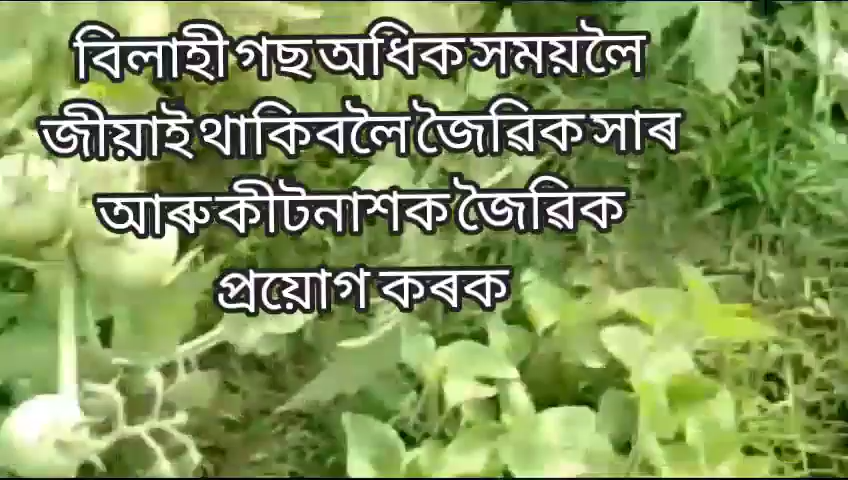 বিলাহী গছ অধিক সময়লৈ
জীয়াই থাকিবলৈ জৈৱিক সাৰ
আৰু কীটনাশক জৈৱিক
প্ৰয়োগ কৰক